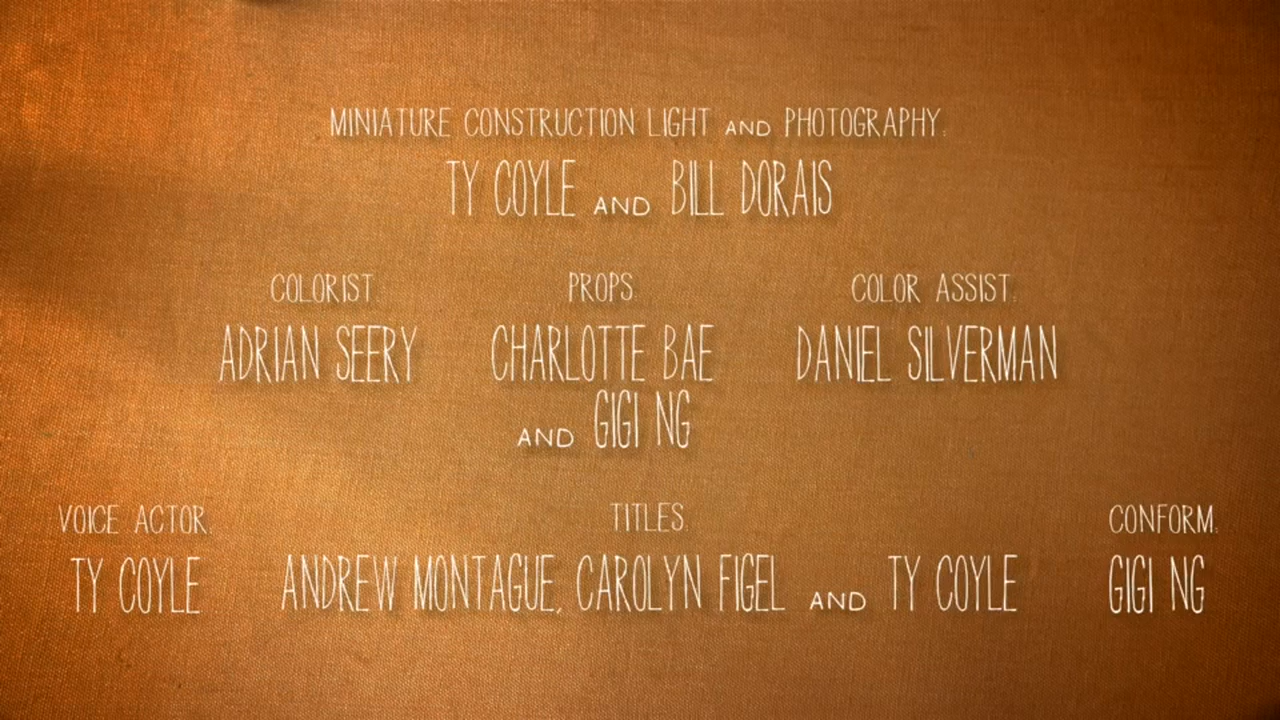 MINIATURE CONSTRUCTION LIGHT AND PHOTOGRAPHY:
TY COYLE AND BILL DORAIS
COLORIST: PROPS: COLOR ASSIST:
ADRIAN SEERY CHARLOTTE BAE DANIEL SILVERMAN
AND GIGI NG
VOICE ACTOR: TITLES: CONFORM:
TY COYLE ANDREW MONTAGUE, CAROLYN FIGEL AND TY COYLE GIGI NG